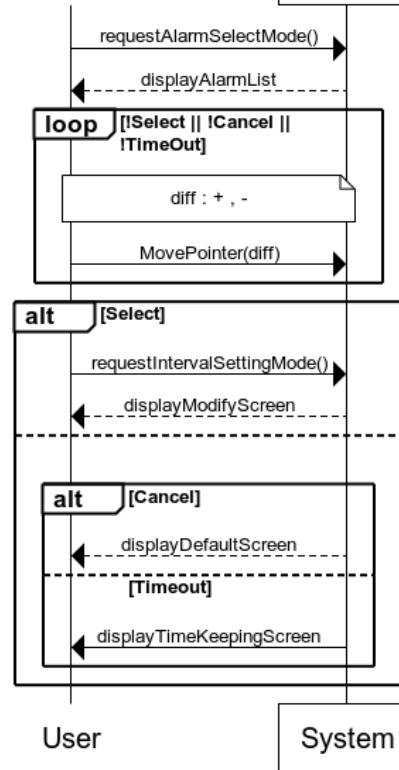 requestAlarmSelectMode()
displayAlarmList
loop [!Select || !Cancel ||
!TimeOut]
diff : + , -
MovePointer(diff)
alt [Select]
requestIntervalSettingMode()
displayModifyScreen
alt [Cancel]
displayDefaultScreen
[Timeout]
displayTimeKeepingScreen
User System